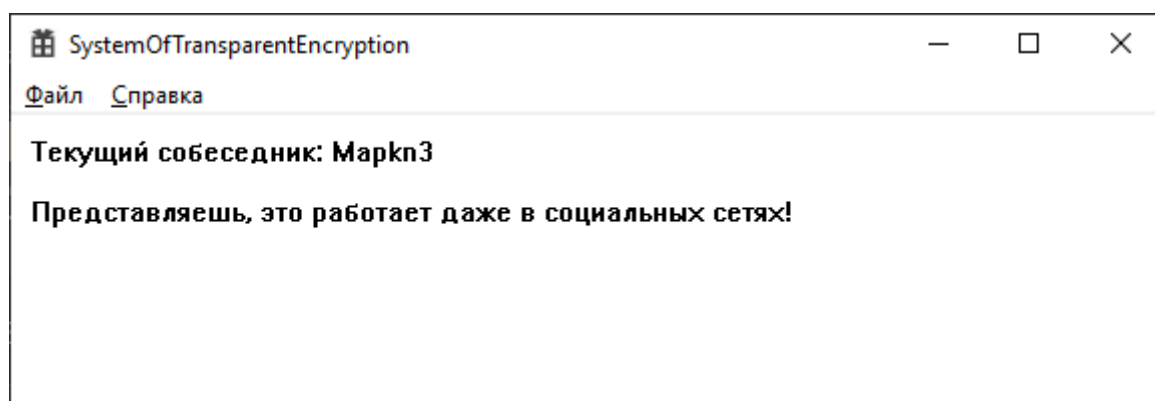 SystemOfTransparentEncryption
Файл Справка
Текущий собеседник: Mapkn3
Представляешь, это работает даже в социальных сетях!